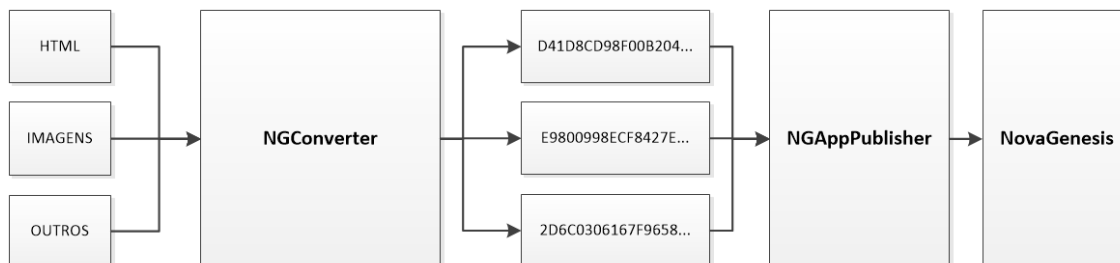 HTML
IMAGENS
OUTROS
NGConverter
D41D8CD98F00B204...
E9800998ECF8427E...
2D6C0306167F9658...
NGAppPublisher
NovaGenesis